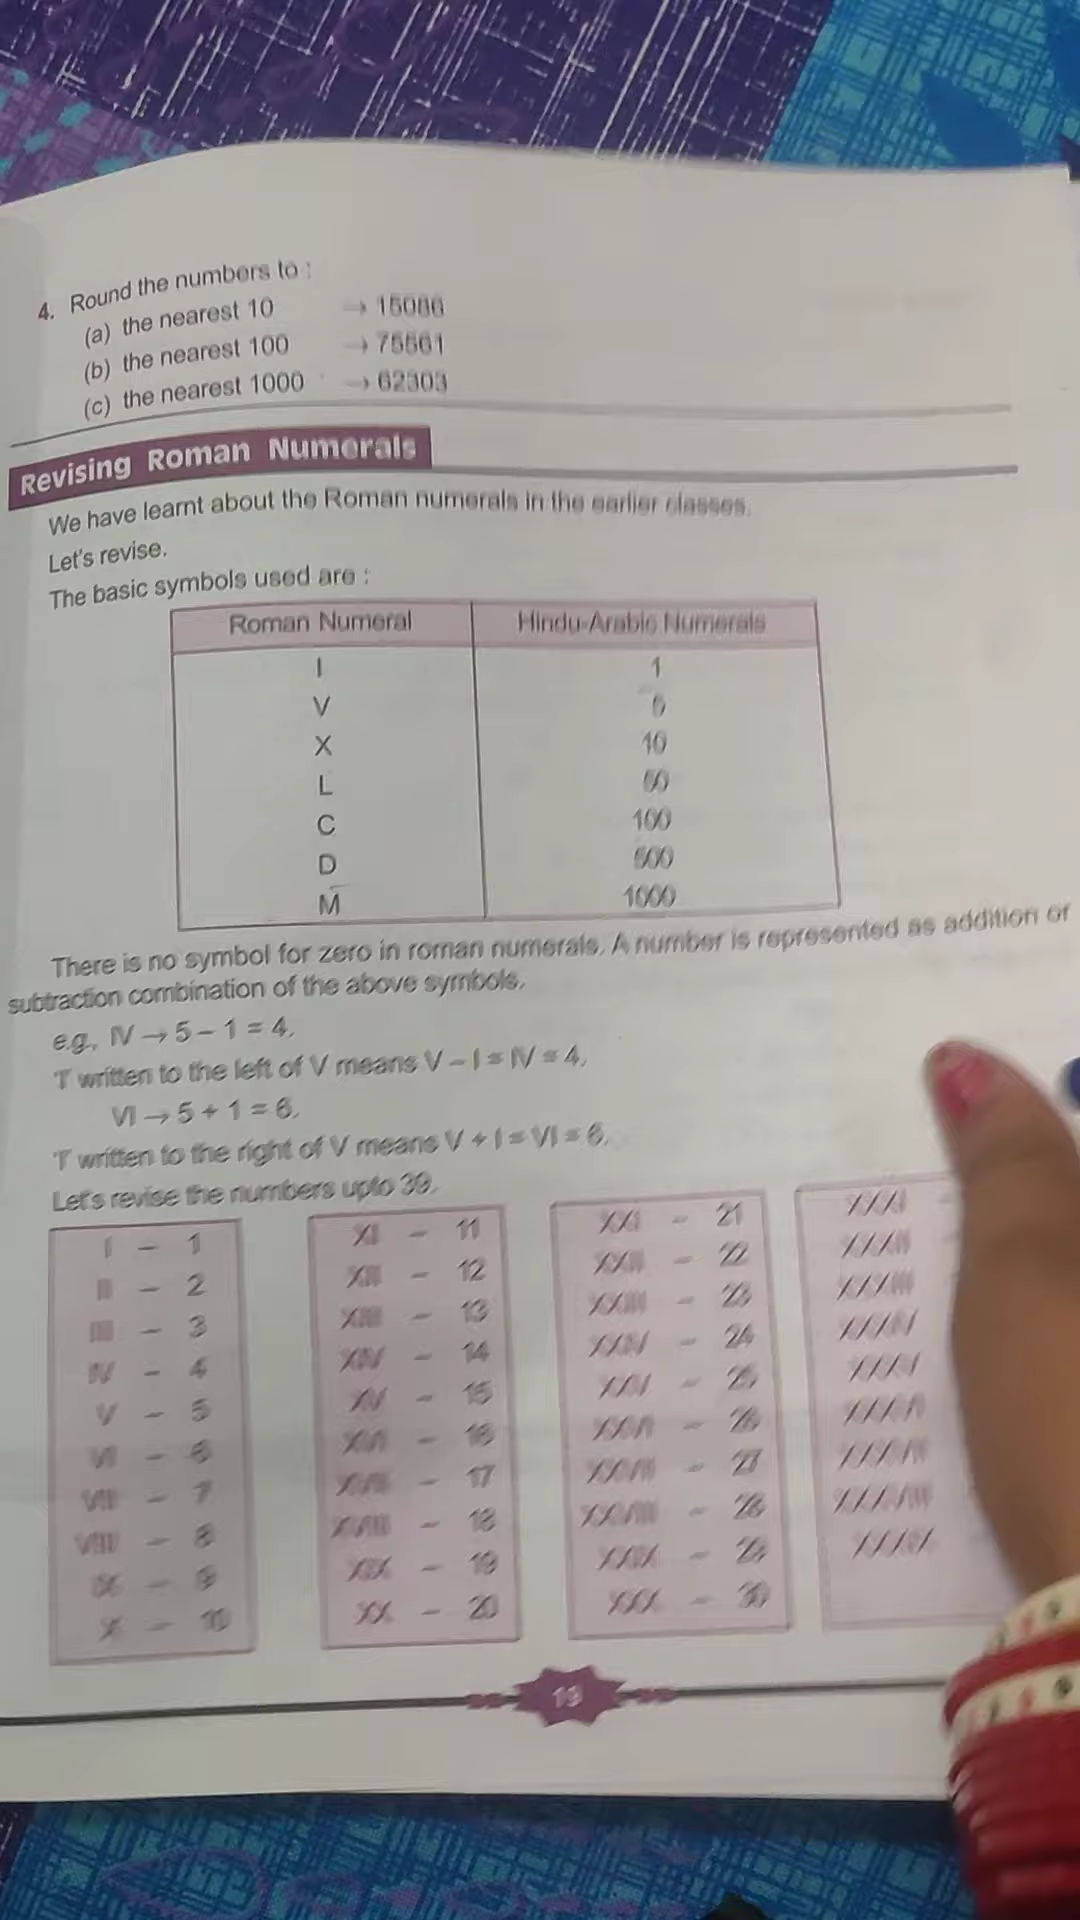 4. Round the numbers to :
(a) the nearest 10 → 15086
(b) the nearest 100 → 75561
(c) the nearest 1000 → 62303
Revising Roman Numerals
We have learnt about the Roman numerals in the earlier classes.
Let's revise.
The basic symbols used are :
Roman Numeral Hindu-Arabic Numerals
I 1
V 5
X 10
L 50
C 100
D 500
M 1000
There is no symbol for zero in roman numerals. A number is represented as addition or
subtraction combination of the above symbols.
e.g., IV → 5 – 1 = 4.
'I' written to the left of V means V – I = IV = 4.
VI → 5 + 1 = 6.
'I' written to the right of V means V + I = VI = 6.
Let's revise the numbers upto 39.
I – 1 XI – 11 XXI – 21 XXXI –
II – 2 XII – 12 XXII – 22 XXXII –
III – 3 XIII – 13 XXIII – 23 XXXIII
IV – 4 XIV – 14 XXIV – 24 XXXIV
V – 5 XV – 15 XXV – 25 XXXV
VI – 6 XVI – 16 XXVI – 26 XXXVI
VII – 7 XVII – 17 XXVII – 27 XXXVII
VIII – 8 XVIII – 18 XXVIII – 28 XXXVIII
IX – 9 XIX – 19 XXIX – 29 XXXIX
X – 10 XX – 20 XXX – 30
19